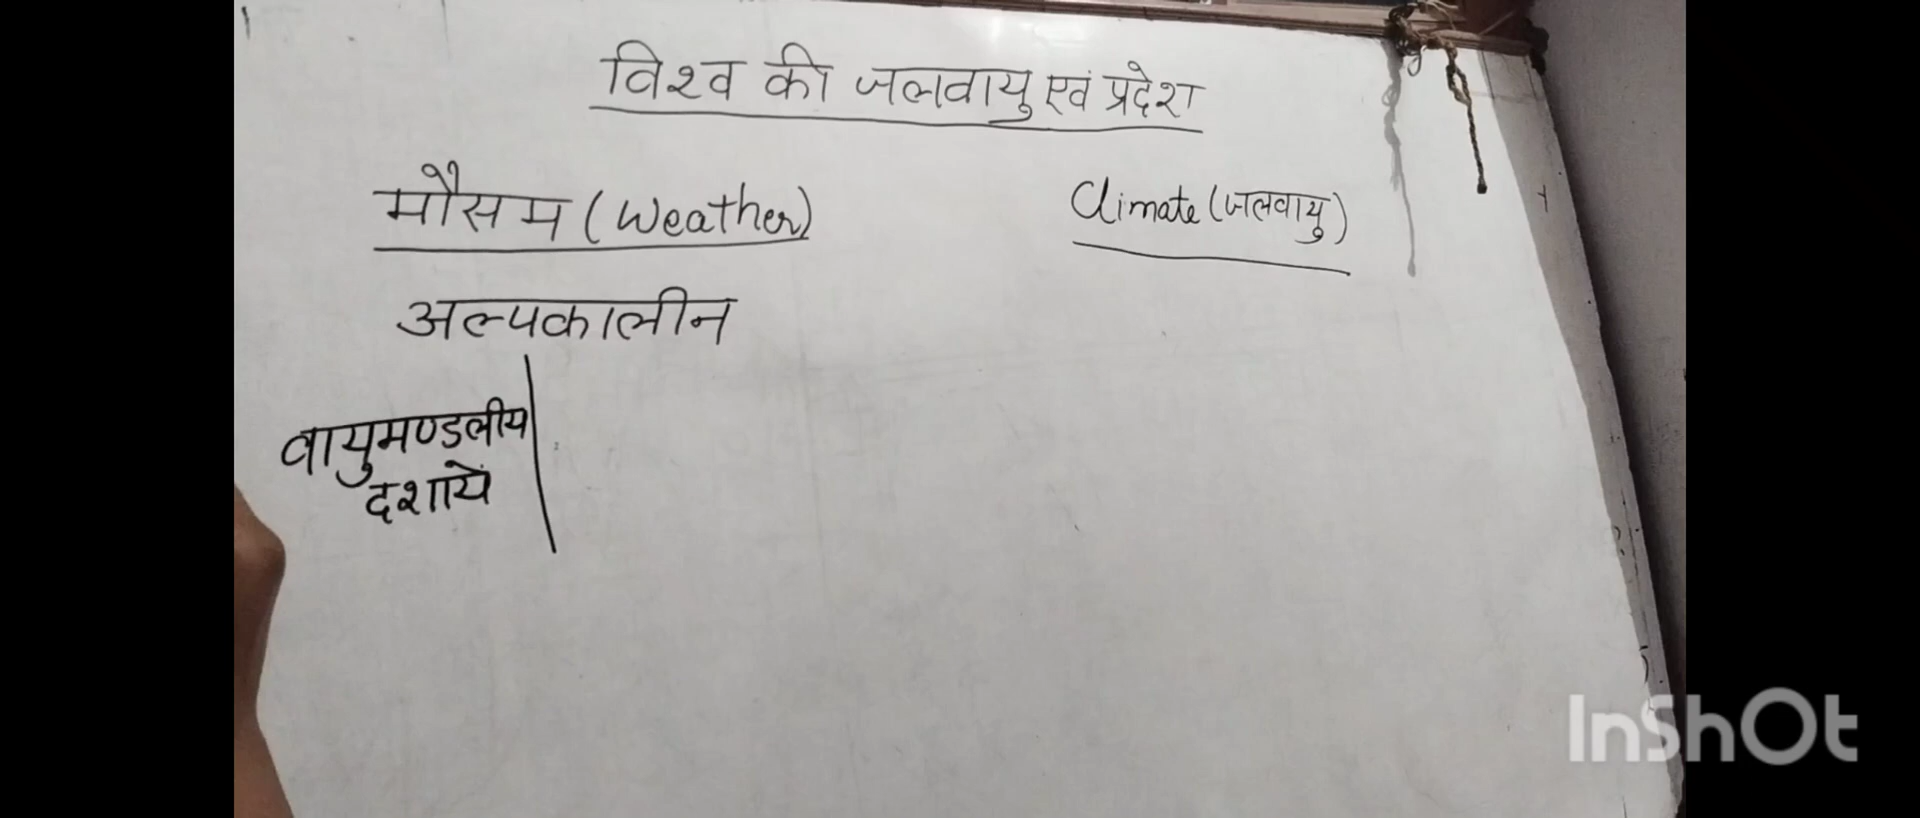 विश्व की जलवायु एवं प्रदेश
मौसम (Weather)
Climate (जलवायु)
अल्पकालीन
वायुमण्डलीय
दशायें
InShOt